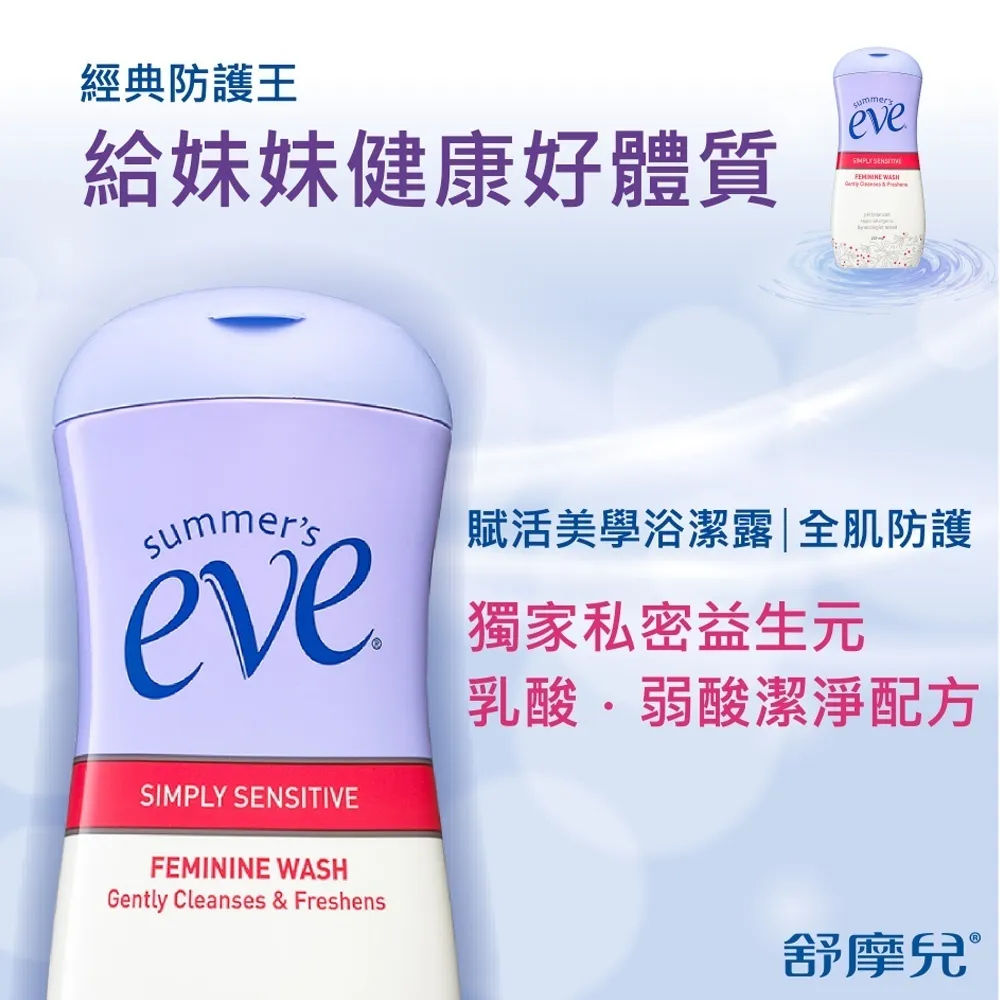 經典防護王
給妹妹健康好體質
summer's
eve®
SIMPLY SENSITIVE
FEMININE WASH
Gently Cleanses & Freshens
summer's
eve®
SIMPLY SENSITIVE
FEMININE WASH
Gently Cleanses & Freshens
賦活美學浴潔露|全肌防護
獨家私密益生元
乳酸・弱酸潔淨配方
舒摩兒®